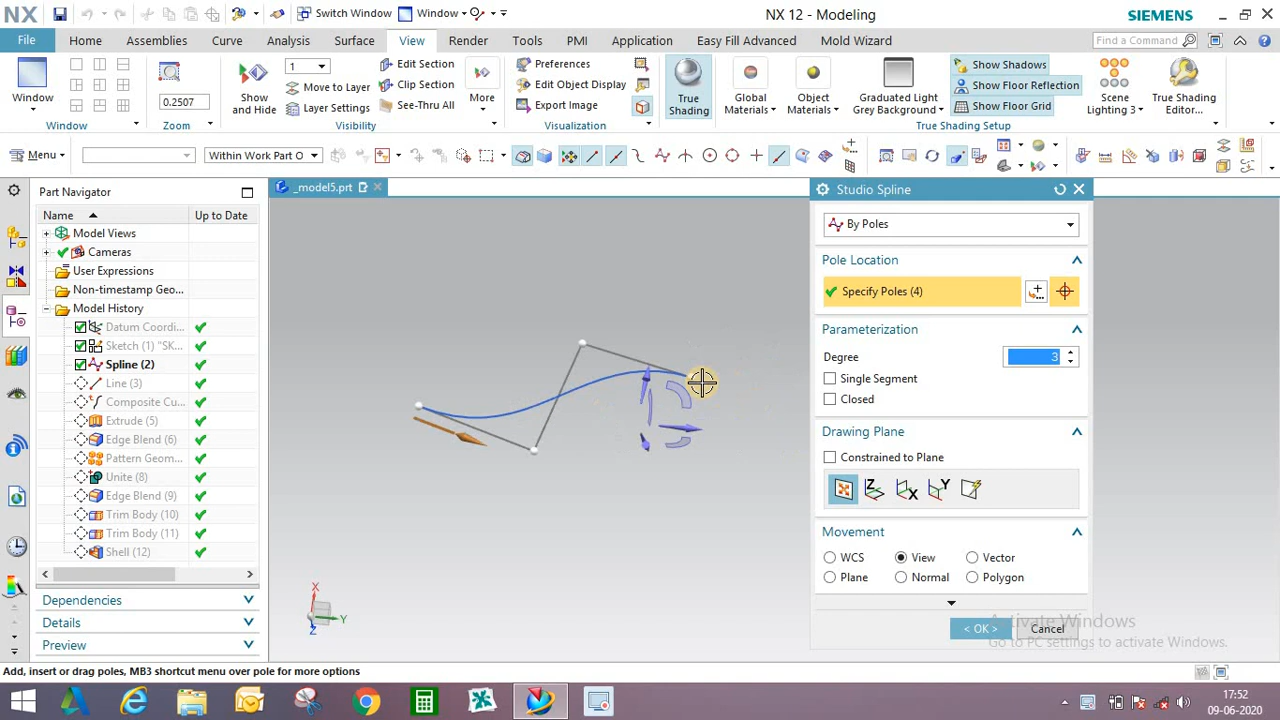 NX Switch Window Window NX 12 - Modeling SIEMENS
File Home Assemblies Curve Analysis Surface View Render Tools PMI Application Easy Fill Advanced Mold Wizard Find a Command
Window 0.2507 Show and Hide 1 Move to Layer Layer Settings Edit Section Clip Section See-Thru All More Preferences Edit Object Display Export Image True Shading Global Materials Object Materials Graduated Light Grey Background Show Shadows Show Floor Reflection Show Floor Grid Scene Lighting 3 True Shading Editor...
Window Zoom Visibility Visualization True Shading Setup
Menu Within Work Part O
Part Navigator
_model5.prt
Name Up to Date
Model Views
Cameras
User Expressions
Non-timestamp Geo...
Model History
Datum Coordi...
Sketch (1) "SK...
Spline (2)
Line (3)
Composite Cu...
Extrude (5)
Edge Blend (6)
Pattern Geom...
Unite (8)
Edge Blend (9)
Trim Body (10)
Trim Body (11)
Shell (12)
Dependencies
Details
Preview
X
Y
Z
Studio Spline
By Poles
Pole Location
Specify Poles (4)
Parameterization
Degree 3
Single Segment
Closed
Drawing Plane
Constrained to Plane
Z X Y
Movement
WCS View Vector
Plane Normal Polygon
< OK > Cancel
Activate Windows
Go to PC settings to activate Windows.
Add, insert or drag poles, MB3 shortcut menu over pole for more options
17:52
09-06-2020